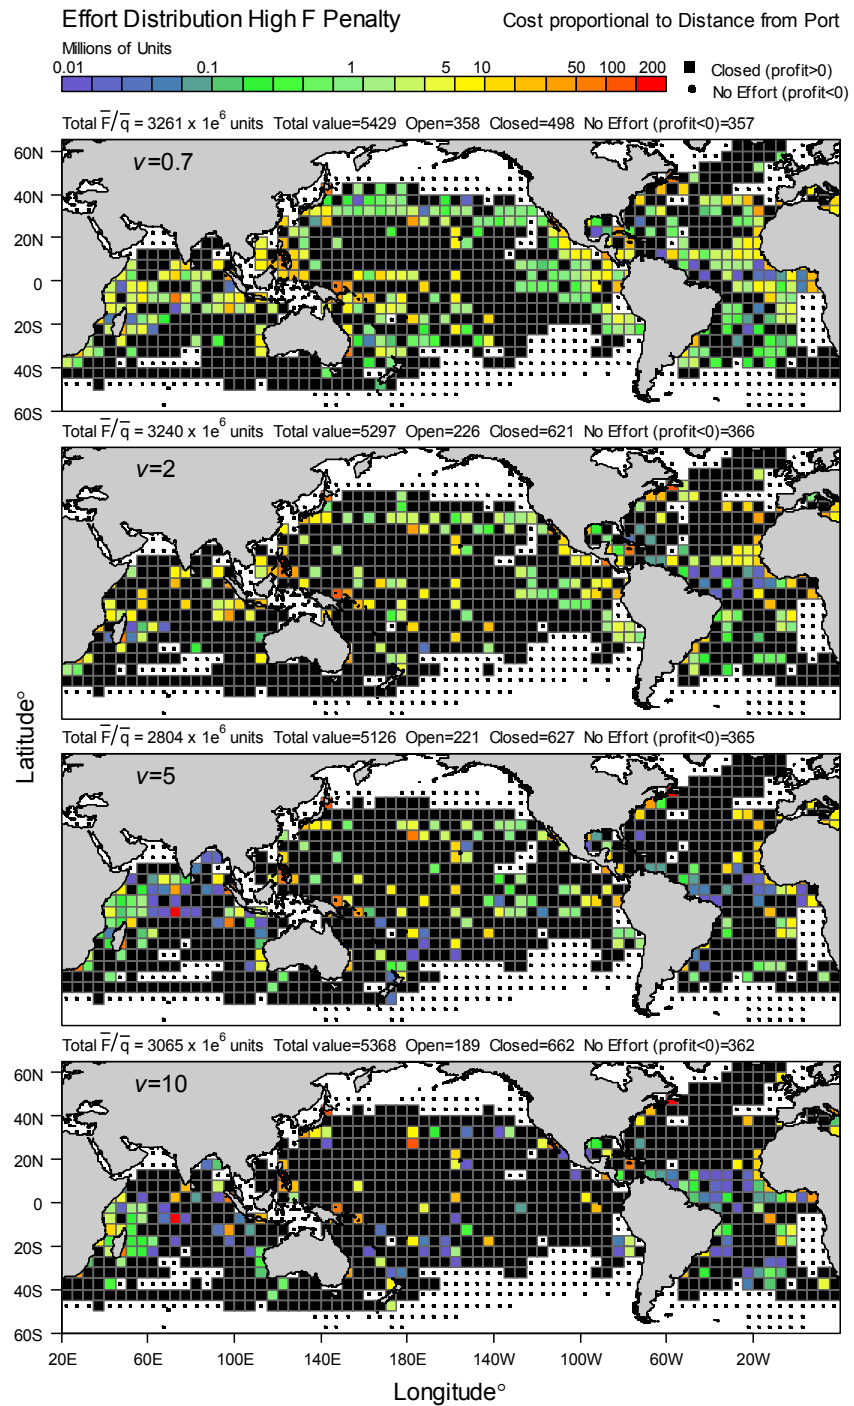 Effort Distribution High F Penalty Cost proportional to Distance from Port
Millions of Units
0.01 0.1 1 5 10 50 100 200
Closed (profit>0)
No Effort (profit<0)
Total F̅/q̅ = 3261 x 1e⁶ units Total value=5429 Open=358 Closed=498 No Effort (profit<0)=357
v=0.7
60N
40N
20N
0
20S
40S
60S
Total F̅/q̅ = 3240 x 1e⁶ units Total value=5297 Open=226 Closed=621 No Effort (profit<0)=366
v=2
Total F̅/q̅ = 2804 x 1e⁶ units Total value=5126 Open=221 Closed=627 No Effort (profit<0)=365
v=5
Latitude°
Total F̅/q̅ = 3065 x 1e⁶ units Total value=5368 Open=189 Closed=662 No Effort (profit<0)=362
v=10
60N
40N
20N
0
20S
40S
60S
20E 60E 100E 140E 180E 140W 100W 60W 20W
Longitude°